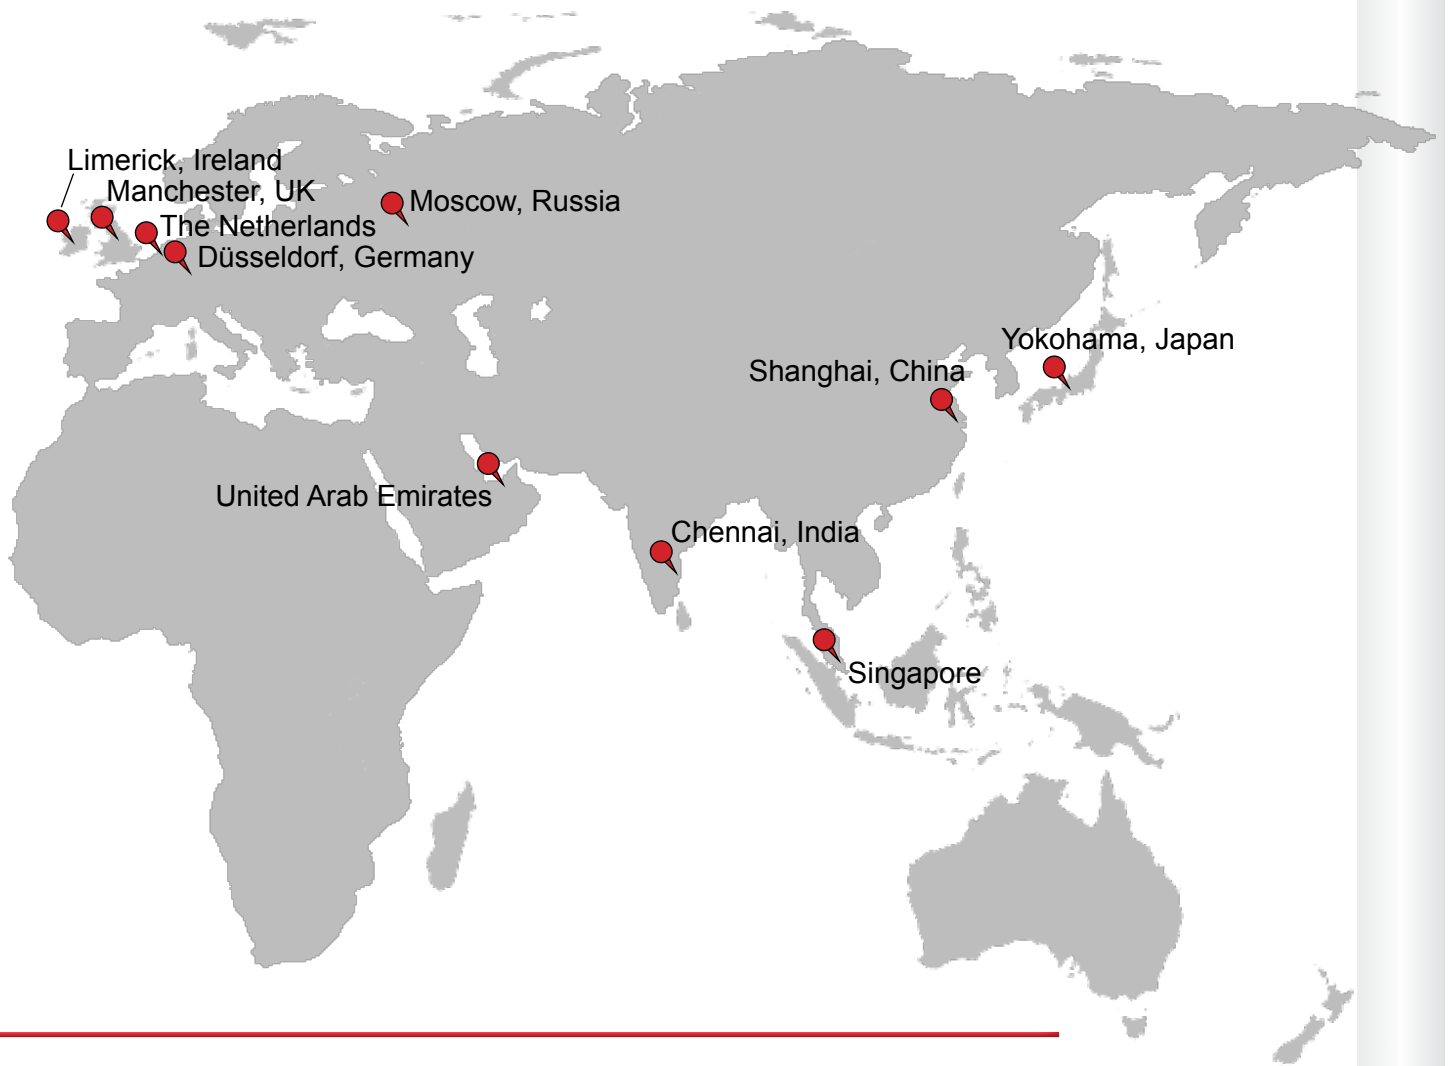 Limerick, Ireland
Manchester, UK
Moscow, Russia
The Netherlands
Düsseldorf, Germany
Yokohama, Japan
Shanghai, China
United Arab Emirates
Chennai, India
Singapore